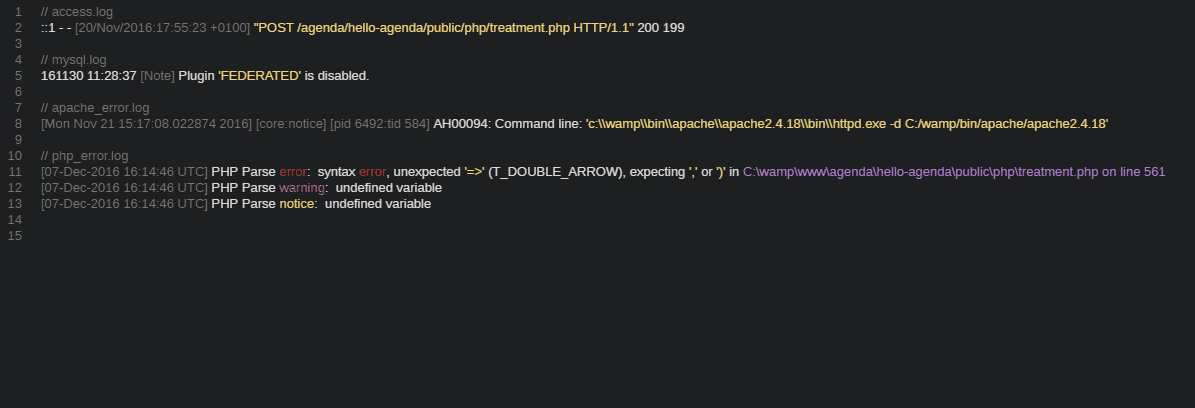 1 // access.log
2 ::1 - - [20/Nov/2016:17:55:23 +0100] "POST /agenda/hello-agenda/public/php/treatment.php HTTP/1.1" 200 199
3
4 // mysql.log
5 161130 11:28:37 [Note] Plugin 'FEDERATED' is disabled.
6
7 // apache_error.log
8 [Mon Nov 21 15:17:08.022874 2016] [core:notice] [pid 6492:tid 584] AH00094: Command line: 'c:\\wamp\\bin\\apache\\apache2.4.18\\bin\\httpd.exe -d C:/wamp/bin/apache/apache2.4.18'
9
10 // php_error.log
11 [07-Dec-2016 16:14:46 UTC] PHP Parse error:  syntax error, unexpected '=>' (T_DOUBLE_ARROW), expecting ',' or ')' in C:\wamp\www\agenda\hello-agenda\public\php\treatment.php on line 561
12 [07-Dec-2016 16:14:46 UTC] PHP Parse warning:  undefined variable
13 [07-Dec-2016 16:14:46 UTC] PHP Parse notice:  undefined variable
14
15